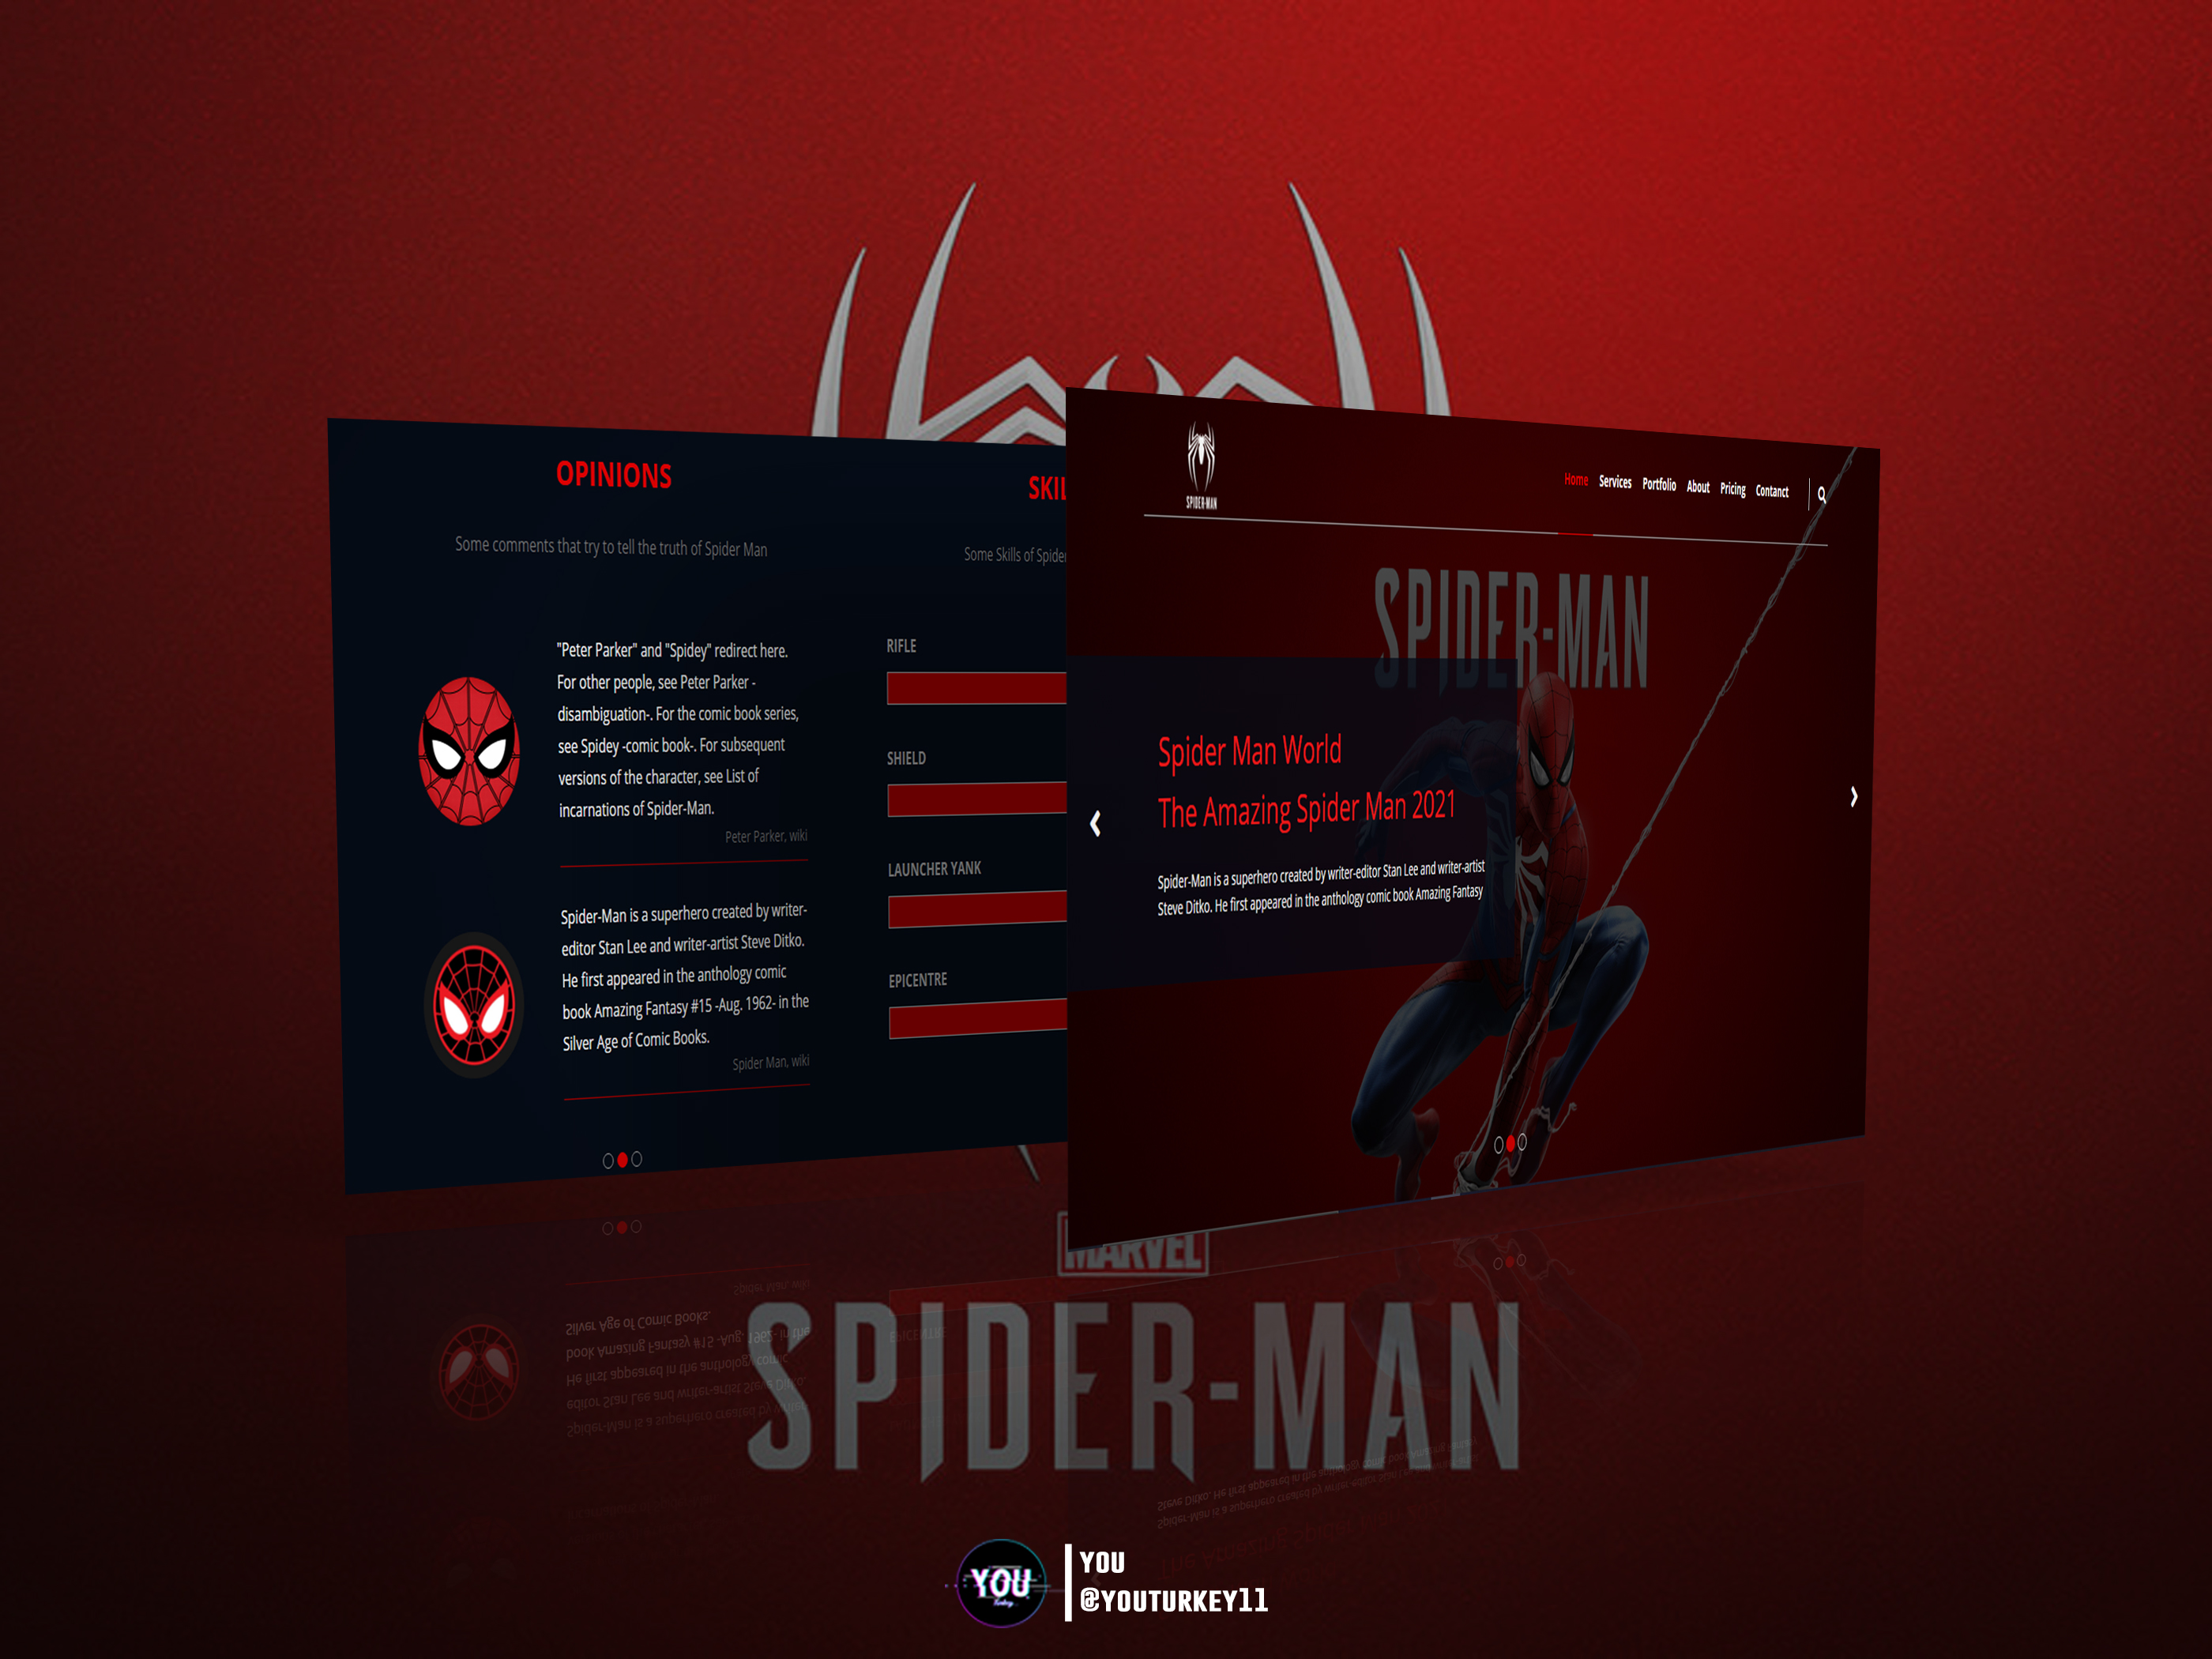 OPINIONS
Some comments that try to tell the truth of Spider Man
"Peter Parker" and "Spidey" redirect here.
For other people, see Peter Parker -
disambiguation-. For the comic book series,
see Spidey -comic book-. For subsequent
versions of the character, see List of
incarnations of Spider-Man.
Peter Parker, wiki
Spider-Man is a superhero created by writer-
editor Stan Lee and writer-artist Steve Ditko.
He first appeared in the anthology comic
book Amazing Fantasy #15 -Aug. 1962- in the
Silver Age of Comic Books.
Spider Man, wiki
SKIL
Some Skills of Spider
RIFLE
SHIELD
LAUNCHER YANK
EPICENTRE
SPIDER-MAN
Home Services Portfolio About Pricing Contanct
SPIDER-MAN
Spider Man World
The Amazing Spider Man 2021
Spider-Man is a superhero created by writer-editor Stan Lee and writer-artist
Steve Ditko. He first appeared in the anthology comic book Amazing Fantasy
MARVEL
SPIDER-MAN
YOU
YOU
@YOUTURKEY11